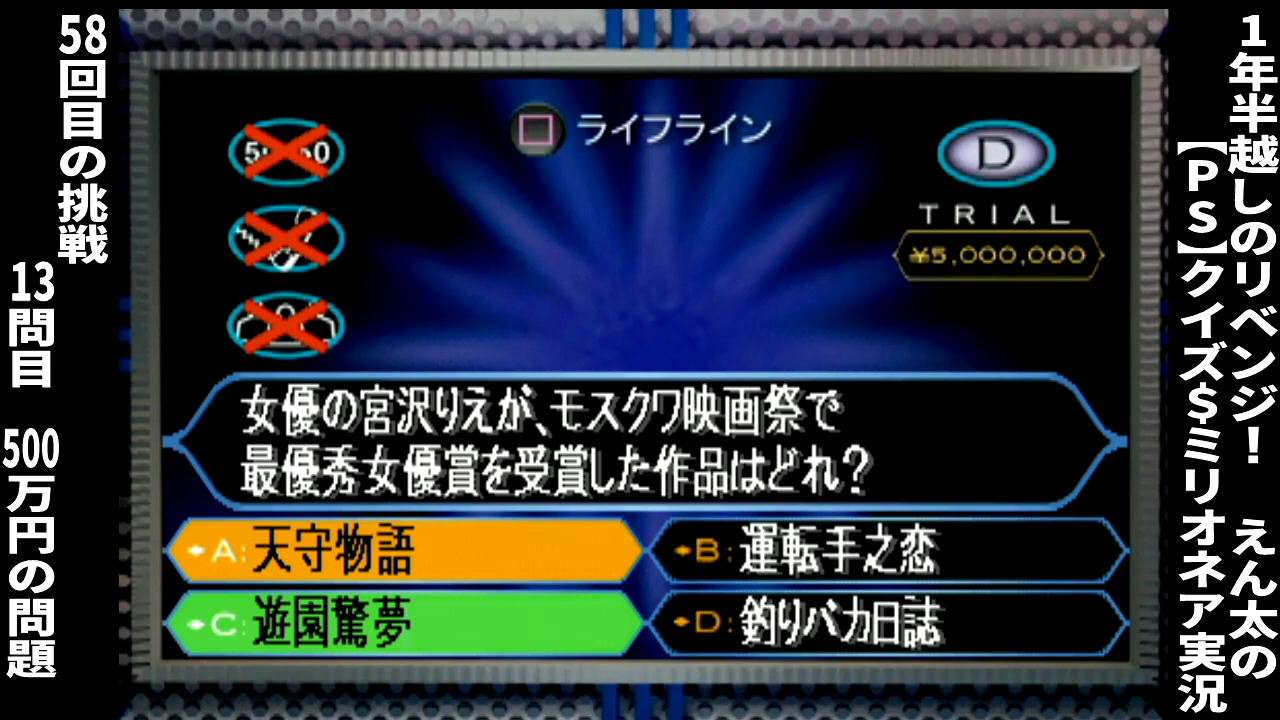 1年半越しのリベンジ! えん太の
【PS】クイズ$ミリオネア実況
58回目の挑戦
13問目 500万円の問題
ライフライン
D
TRIAL
¥5,000,000
女優の宮沢りえが、モスクワ映画祭で
最優秀女優賞を受賞した作品はどれ?
A: 天守物語
B: 運転手之恋
C: 遊園驚夢
D: 釣りバカ日誌